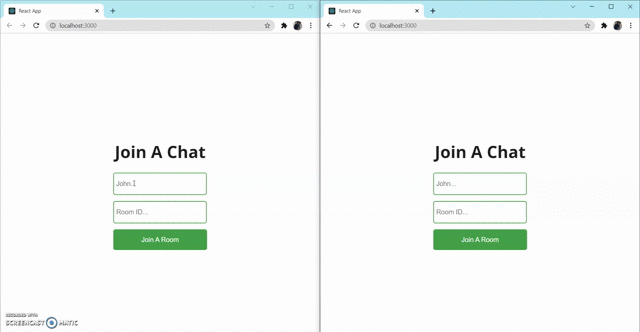 React App
localhost:3000
Join A Chat
John.
Room ID...
Join A Room
React App
localhost:3000
Join A Chat
John...
Room ID...
Join A Room
RECORDED WITH
SCREENCAST MATIC